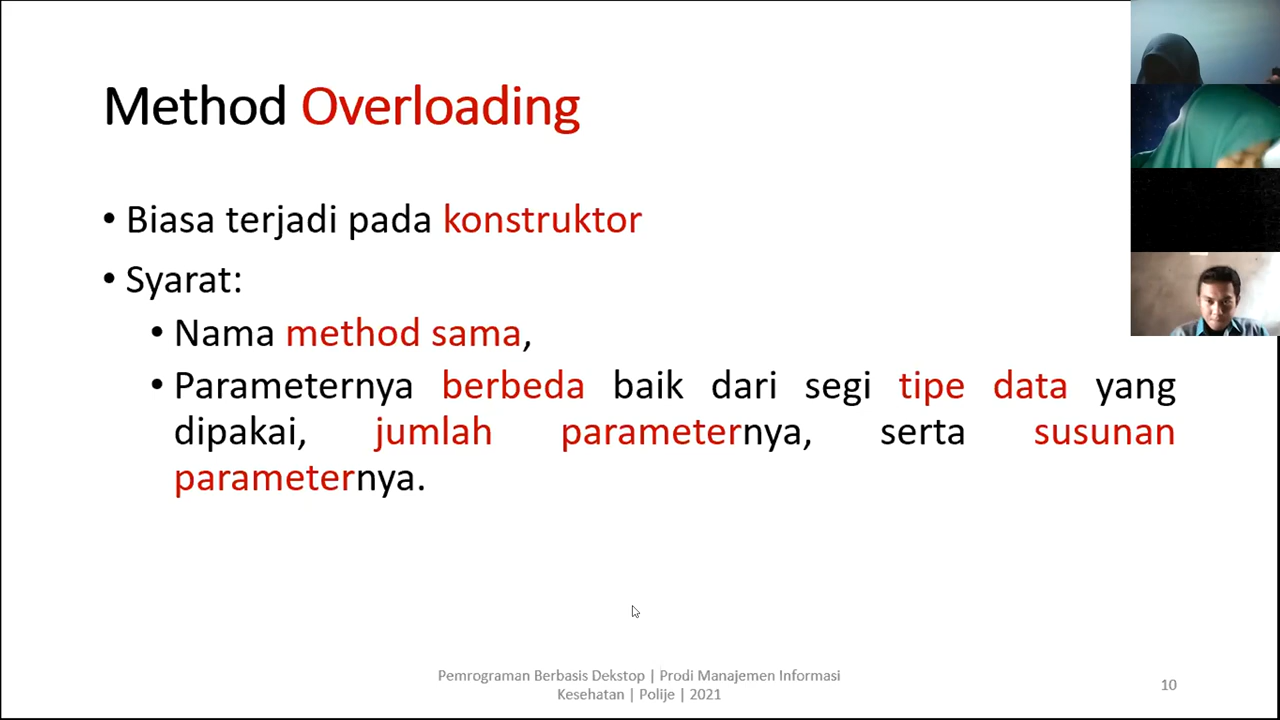 Method Overloading
• Biasa terjadi pada konstruktor
• Syarat:
• Nama method sama,
• Parameternya berbeda baik dari segi tipe data yang
dipakai, jumlah parameternya, serta susunan
parameternya.
Pemrograman Berbasis Dekstop | Prodi Manajemen Informasi
Kesehatan | Polije | 2021
10